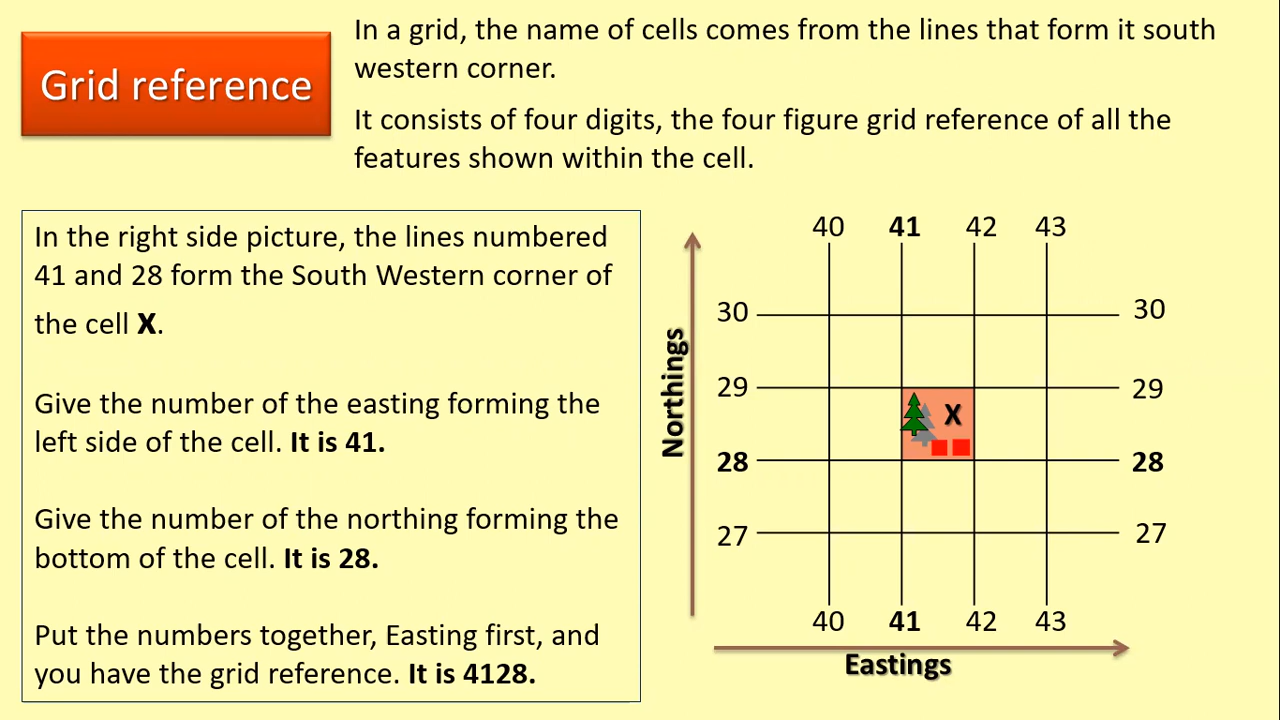 Grid reference
In a grid, the name of cells comes from the lines that form it south
western corner.
It consists of four digits, the four figure grid reference of all the
features shown within the cell.
In the right side picture, the lines numbered
41 and 28 form the South Western corner of
the cell X.
Give the number of the easting forming the
left side of the cell. It is 41.
Give the number of the northing forming the
bottom of the cell. It is 28.
Put the numbers together, Easting first, and
you have the grid reference. It is 4128.
40 41 42 43
30 30
29 29
X
28 28
27 27
40 41 42 43
Northings
Eastings